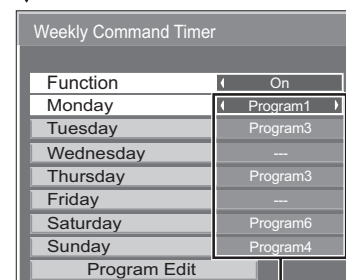 Weekly Command Timer
Function On
Monday Program1
Tuesday Program3
Wednesday ---
Thursday Program3
Friday ---
Saturday Program6
Sunday Program4
Program Edit